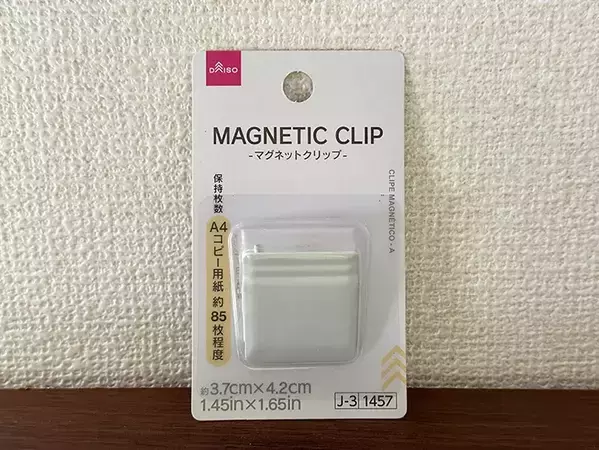 DAISO
MAGNETIC CLIP
-マグネットクリップ-
保持枚数
A4コピー用紙 約85枚程度
CLIPE MAGNÉTICO - A
約3.7cm×4.2cm
1.45in×1.65in
J-3 1457